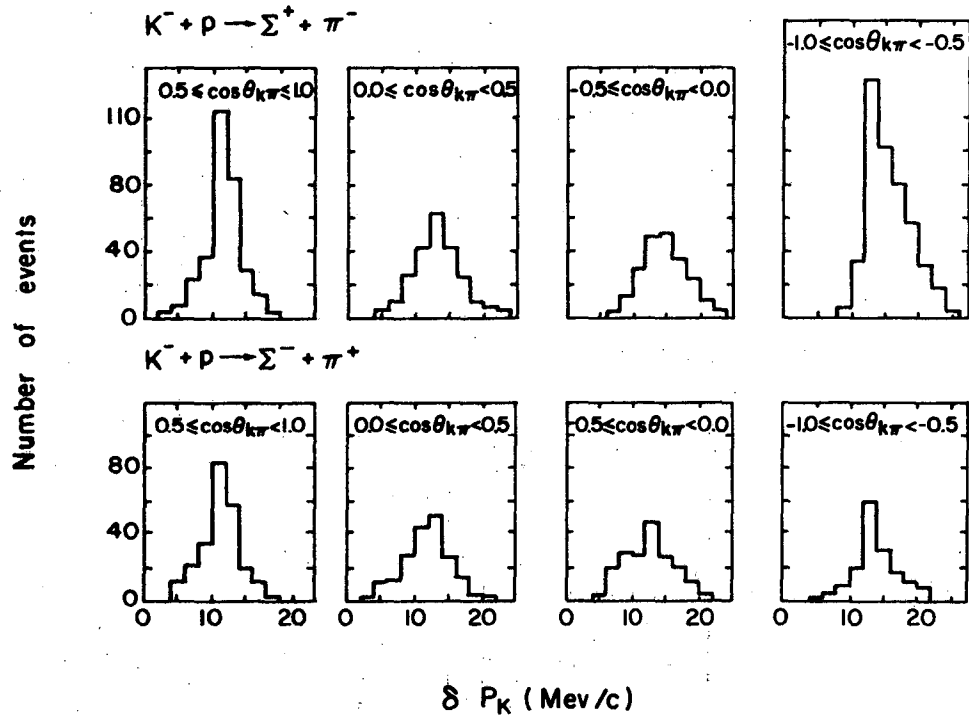 K⁻ + p → Σ⁺ + π⁻
0.5 ≤ cosθkπ ≤ 1.0
0.0 ≤ cosθkπ < 0.5
-0.5 ≤ cosθkπ < 0.0
-1.0 ≤ cosθkπ < -0.5
110
80
40
0
K⁻ + p → Σ⁻ + π⁺
0.5 ≤ cosθkπ < 1.0
0.0 ≤ cosθkπ < 0.5
-0.5 ≤ cosθkπ < 0.0
-1.0 ≤ cosθkπ < -0.5
80
40
0
0 10 20 0 10 20 0 10 20 0 10 20
Number of events
δ PK (Mev/c)